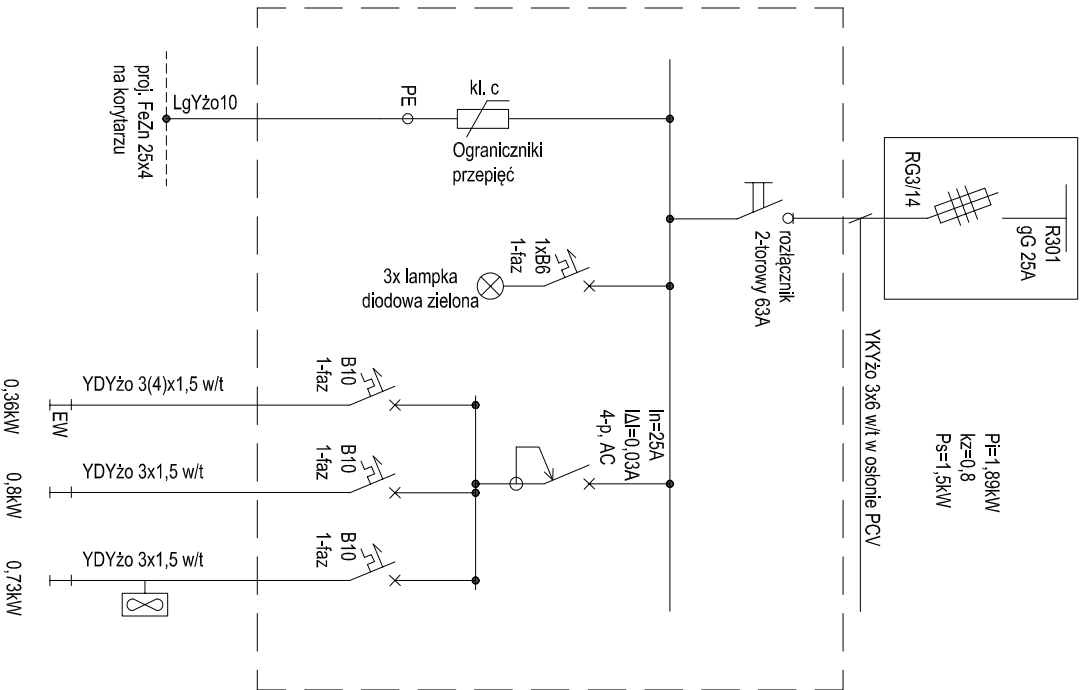 R301
gG 25A
RG3/14
Pi=1,89kW
kz=0,8
Ps=1,5kW
YKYżo 3x6 w/t w osłonie PCV
rozłącznik
2-torowy 63A
kl. c
Ograniczniki
przepięć
PE
LgYżo10
proj. FeZn 25x4
na korytarzu
1xB6
1-faz
3x lampka
diodowa zielona
In=25A
IΔI=0,03A
4-p, AC
B10
1-faz
YDYżo 3(4)x1,5 w/t
EW
0,36kW
B10
1-faz
YDYżo 3x1,5 w/t
0,8kW
B10
1-faz
YDYżo 3x1,5 w/t
0,73kW